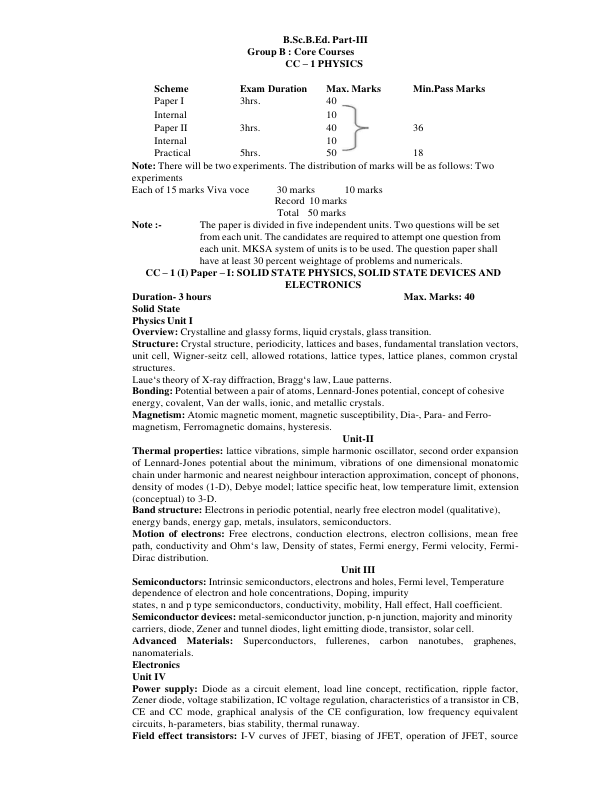 B.Sc.B.Ed. Part-III
Group B : Core Courses
CC – 1 PHYSICS
Scheme Exam Duration Max. Marks Min.Pass Marks
Paper I 3hrs. 40
Internal 10
Paper II 3hrs. 40 36
Internal 10
Practical 5hrs. 50 18
Note: There will be two experiments. The distribution of marks will be as follows: Two
experiments
Each of 15 marks Viva voce 30 marks 10 marks
Record 10 marks
Total 50 marks
Note :- The paper is divided in five independent units. Two questions will be set
from each unit. The candidates are required to attempt one question from
each unit. MKSA system of units is to be used. The question paper shall
have at least 30 percent weightage of problems and numericals.
CC – 1 (I) Paper – I: SOLID STATE PHYSICS, SOLID STATE DEVICES AND
ELECTRONICS
Duration- 3 hours Max. Marks: 40
Solid State
Physics Unit I
Overview: Crystalline and glassy forms, liquid crystals, glass transition.
Structure: Crystal structure, periodicity, lattices and bases, fundamental translation vectors,
unit cell, Wigner-seitz cell, allowed rotations, lattice types, lattice planes, common crystal
structures.
Laue‘s theory of X-ray diffraction, Bragg‘s law, Laue patterns.
Bonding: Potential between a pair of atoms, Lennard-Jones potential, concept of cohesive
energy, covalent, Van der walls, ionic, and metallic crystals.
Magnetism: Atomic magnetic moment, magnetic susceptibility, Dia-, Para- and Ferro-
magnetism, Ferromagnetic domains, hysteresis.
Unit-II
Thermal properties: lattice vibrations, simple harmonic oscillator, second order expansion
of Lennard-Jones potential about the minimum, vibrations of one dimensional monatomic
chain under harmonic and nearest neighbour interaction approximation, concept of phonons,
density of modes (1-D), Debye model; lattice specific heat, low temperature limit, extension
(conceptual) to 3-D.
Band structure: Electrons in periodic potential, nearly free electron model (qualitative),
energy bands, energy gap, metals, insulators, semiconductors.
Motion of electrons: Free electrons, conduction electrons, electron collisions, mean free
path, conductivity and Ohm‘s law, Density of states, Fermi energy, Fermi velocity, Fermi-
Dirac distribution.
Unit III
Semiconductors: Intrinsic semiconductors, electrons and holes, Fermi level, Temperature
dependence of electron and hole concentrations, Doping, impurity
states, n and p type semiconductors, conductivity, mobility, Hall effect, Hall coefficient.
Semiconductor devices: metal-semiconductor junction, p-n junction, majority and minority
carriers, diode, Zener and tunnel diodes, light emitting diode, transistor, solar cell.
Advanced Materials: Superconductors, fullerenes, carbon nanotubes, graphenes,
nanomaterials.
Electronics
Unit IV
Power supply: Diode as a circuit element, load line concept, rectification, ripple factor,
Zener diode, voltage stabilization, IC voltage regulation, characteristics of a transistor in CB,
CE and CC mode, graphical analysis of the CE configuration, low frequency equivalent
circuits, h-parameters, bias stability, thermal runaway.
Field effect transistors: I-V curves of JFET, biasing of JFET, operation of JFET, source